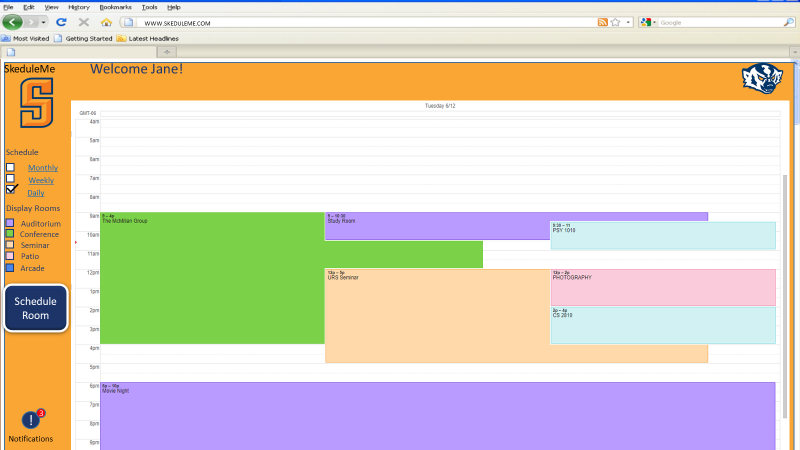 File Edit View History Bookmarks Tools Help
WWW.SKEDULEME.COM
Google
Most Visited Getting Started Latest Headlines
SkeduleMe
Welcome Jane!
S
Tuesday 6/12
GMT-06
4am
5am
6am
7am
8am
9am
10am
11am
12pm
1pm
2pm
3pm
4pm
5pm
6pm
7pm
8pm
9pm
Schedule
Monthly
Weekly
Daily
Display Rooms
Auditorium
Conference
Seminar
Patio
Arcade
Schedule
Room
!
3
Notifications
9 – 4p
The McMillan Group
9 – 10:30
Study Room
9:30 – 11
PSY 1010
12p – 5p
URS Seminar
12p – 2p
PHOTOGRAPHY
2p – 4p
CS 2810
6p – 10p
Movie Night